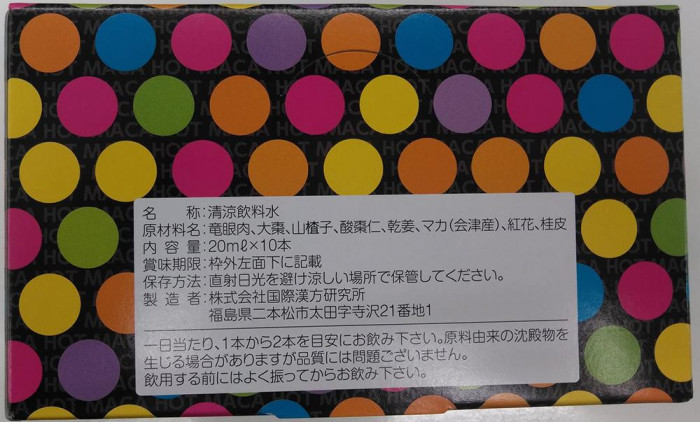 HOT MACA
名　　称：清涼飲料水
原材料名：竜眼肉、大棗、山楂子、酸棗仁、乾姜、マカ（会津産）、紅花、桂皮
内 容 量：20mℓ×10本
賞味期限：枠外左面下に記載
保存方法：直射日光を避け涼しい場所で保管してください。
製 造 者：株式会社国際漢方研究所
福島県二本松市太田字寺沢21番地1
一日当たり、1本から2本を目安にお飲み下さい。原料由来の沈殿物を
生じる場合がありますが品質には問題ございません。
飲用する前にはよく振ってからお飲み下さい。